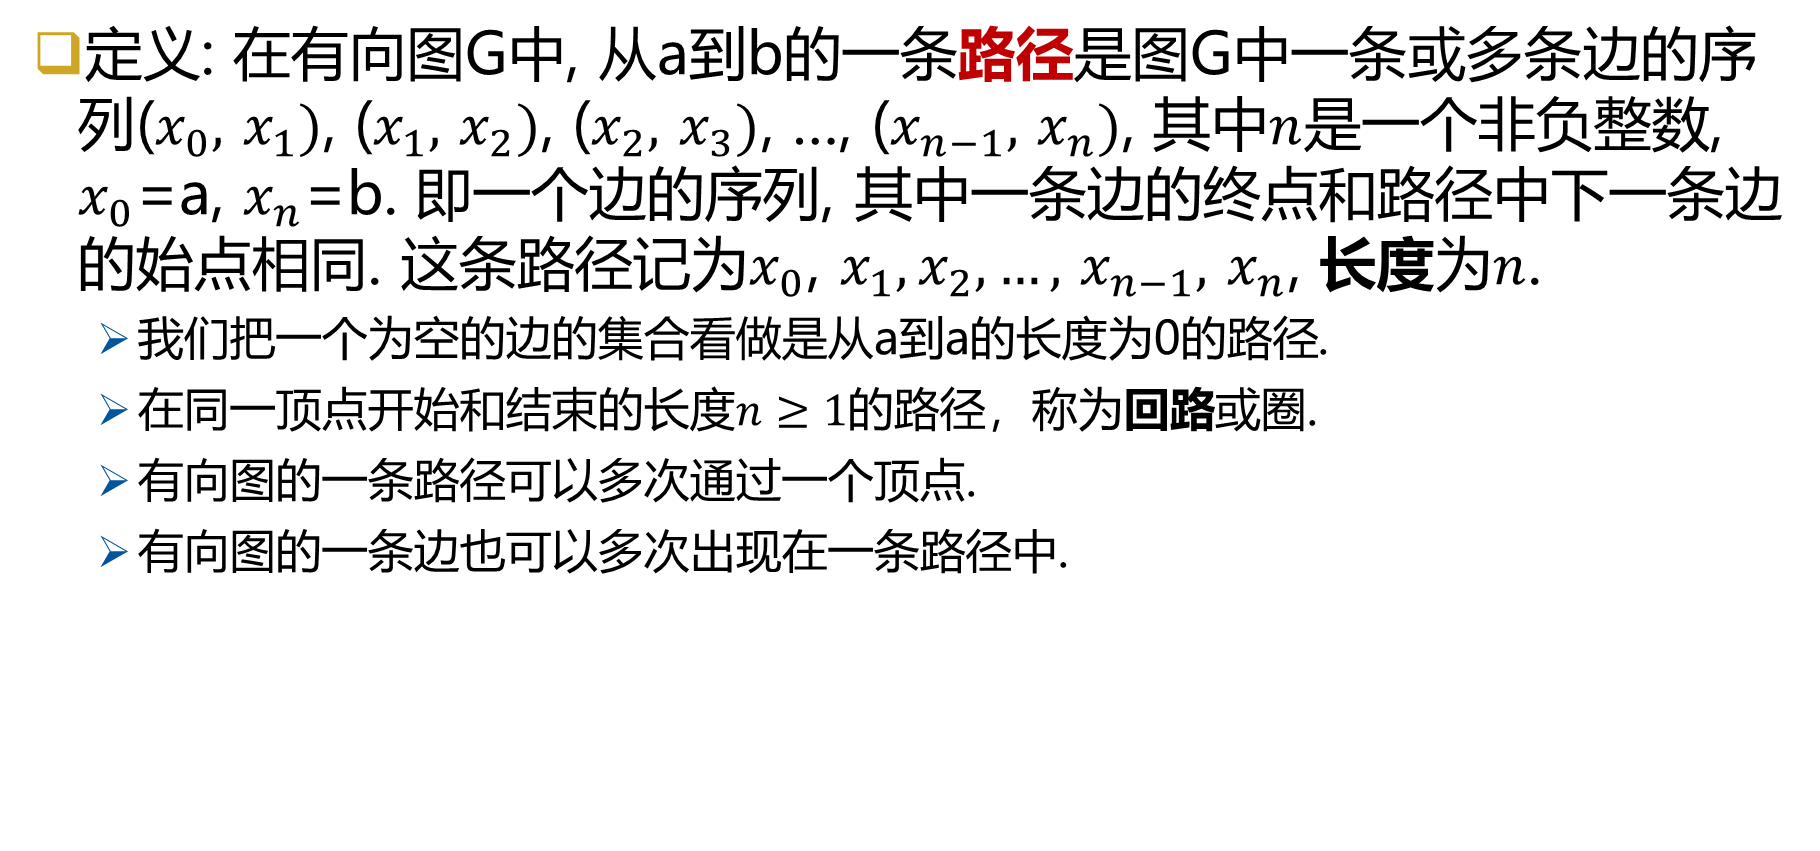 ❑定义: 在有向图G中, 从a到b的一条路径是图G中一条或多条边的序
列(𝑥₀, 𝑥₁), (𝑥₁, 𝑥₂), (𝑥₂, 𝑥₃), …, (𝑥ₙ₋₁, 𝑥ₙ), 其中𝑛是一个非负整数,
𝑥₀=a, 𝑥ₙ=b. 即一个边的序列, 其中一条边的终点和路径中下一条边
的始点相同. 这条路径记为𝑥₀, 𝑥₁, 𝑥₂, … , 𝑥ₙ₋₁, 𝑥ₙ, 长度为𝑛.
➢我们把一个为空的边的集合看做是从a到a的长度为0的路径.
➢在同一顶点开始和结束的长度𝑛 ≥ 1的路径，称为回路或圈.
➢有向图的一条路径可以多次通过一个顶点.
➢有向图的一条边也可以多次出现在一条路径中.